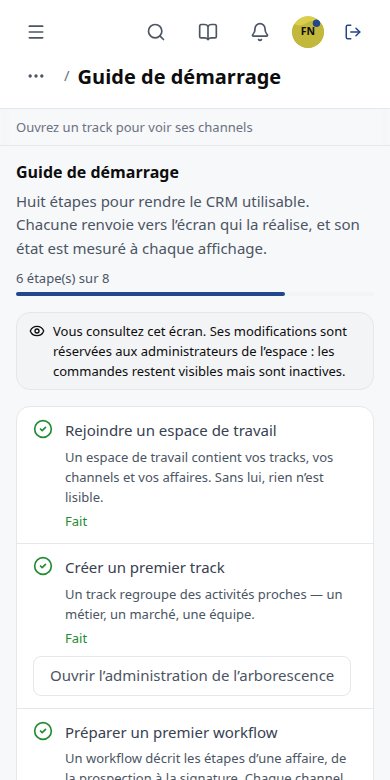 FN
/ Guide de démarrage
Ouvrez un track pour voir ses channels
Guide de démarrage
Huit étapes pour rendre le CRM utilisable.
Chacune renvoie vers l’écran qui la réalise, et son
état est mesuré à chaque affichage.
6 étape(s) sur 8
Vous consultez cet écran. Ses modifications sont
réservées aux administrateurs de l’espace : les
commandes restent visibles mais sont inactives.
Rejoindre un espace de travail
Un espace de travail contient vos tracks, vos
channels et vos affaires. Sans lui, rien n’est
lisible.
Fait
Créer un premier track
Un track regroupe des activités proches — un
métier, un marché, une équipe.
Fait
Ouvrir l’administration de l’arborescence
Préparer un premier workflow
Un workflow décrit les étapes d’une affaire, de
la prospection à la signature. Chaque channel